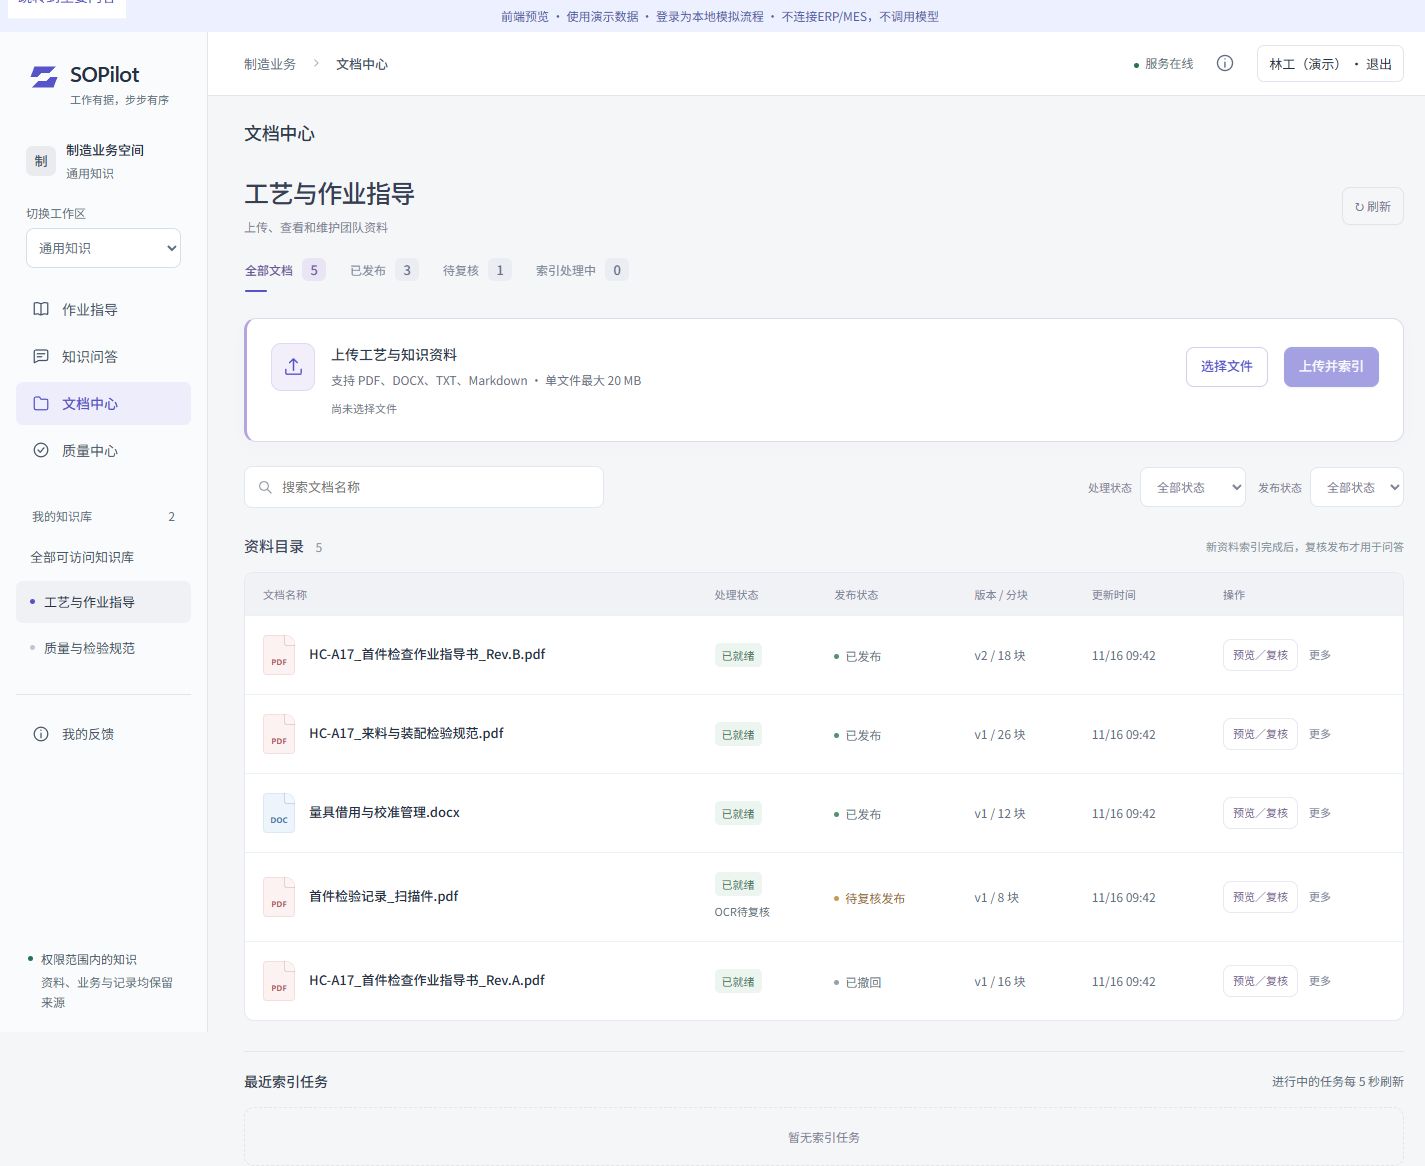 跳转到主要内容
前端预览 · 使用演示数据 · 登录为本地模拟流程 · 不连接ERP/MES，不调用模型
SOPilot
工作有据，步步有序
制
制造业务空间
通用知识
切换工作区
通用知识
作业指导
知识问答
文档中心
质量中心
我的知识库 2
全部可访问知识库
工艺与作业指导
质量与检验规范
我的反馈
权限范围内的知识
资料、业务与记录均保留
来源
制造业务 > 文档中心
服务在线
林工（演示） · 退出
文档中心
工艺与作业指导
上传、查看和维护团队资料
↻ 刷新
全部文档 5 已发布 3 待复核 1 索引处理中 0
上传工艺与知识资料
支持 PDF、DOCX、TXT、Markdown · 单文件最大 20 MB
尚未选择文件
选择文件
上传并索引
搜索文档名称
处理状态 全部状态 发布状态 全部状态
资料目录 5
新资料索引完成后，复核发布才用于问答
文档名称 处理状态 发布状态 版本 / 分块 更新时间 操作
PDF HC-A17_首件检查作业指导书_Rev.B.pdf 已就绪 已发布 v2 / 18 块 11/16 09:42 预览／复核 更多
PDF HC-A17_来料与装配检验规范.pdf 已就绪 已发布 v1 / 26 块 11/16 09:42 预览／复核 更多
DOC 量具借用与校准管理.docx 已就绪 已发布 v1 / 12 块 11/16 09:42 预览／复核 更多
PDF 首件检验记录_扫描件.pdf 已就绪 OCR待复核 待复核发布 v1 / 8 块 11/16 09:42 预览／复核 更多
PDF HC-A17_首件检查作业指导书_Rev.A.pdf 已就绪 已撤回 v1 / 16 块 11/16 09:42 预览／复核 更多
最近索引任务
进行中的任务每 5 秒刷新
暂无索引任务